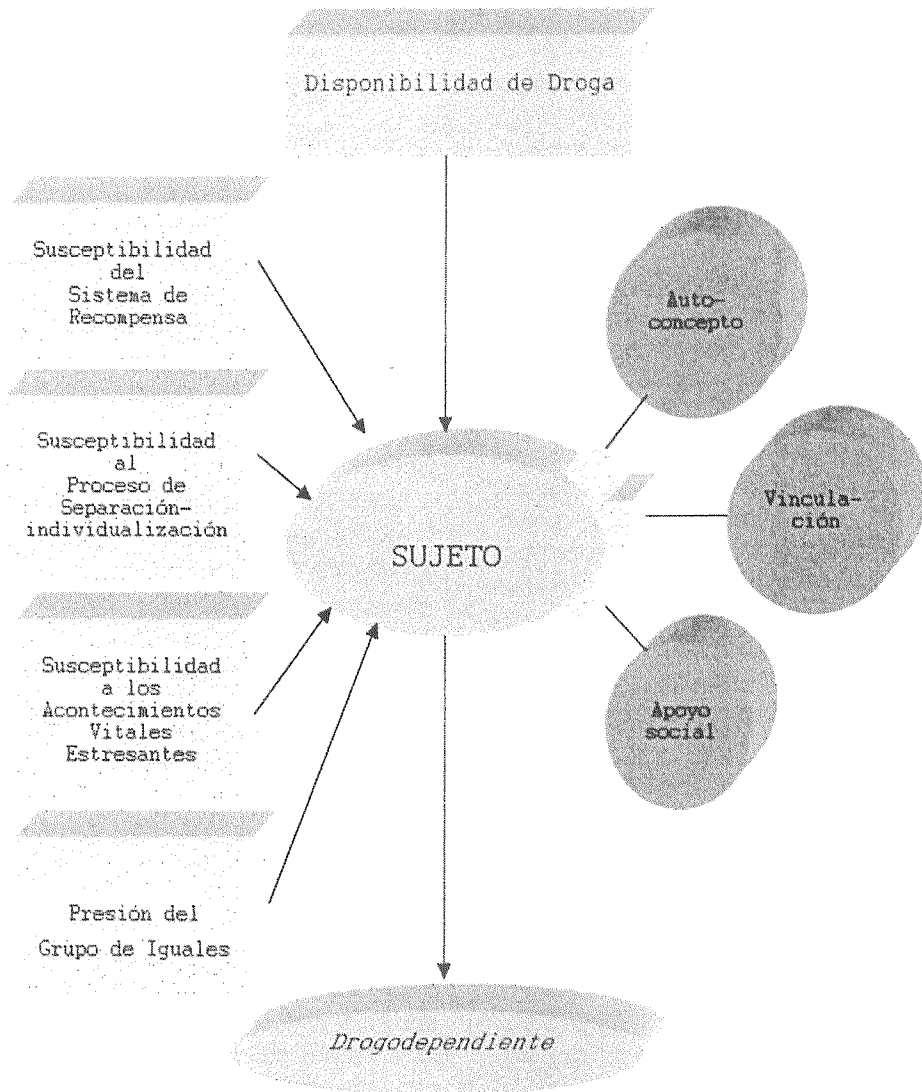 Disponibilidad de Droga
Susceptibilidad
del
Sistema de
Recompensa
Susceptibilidad
al
Proceso de
Separación-
individualización
Susceptibilidad
a los
Acontecimientos
Vitales
Estresantes
Presión del
Grupo de Iguales
SUJETO
Auto-
concepto
Vincula-
ción
Apoyo
social
Drogodependiente